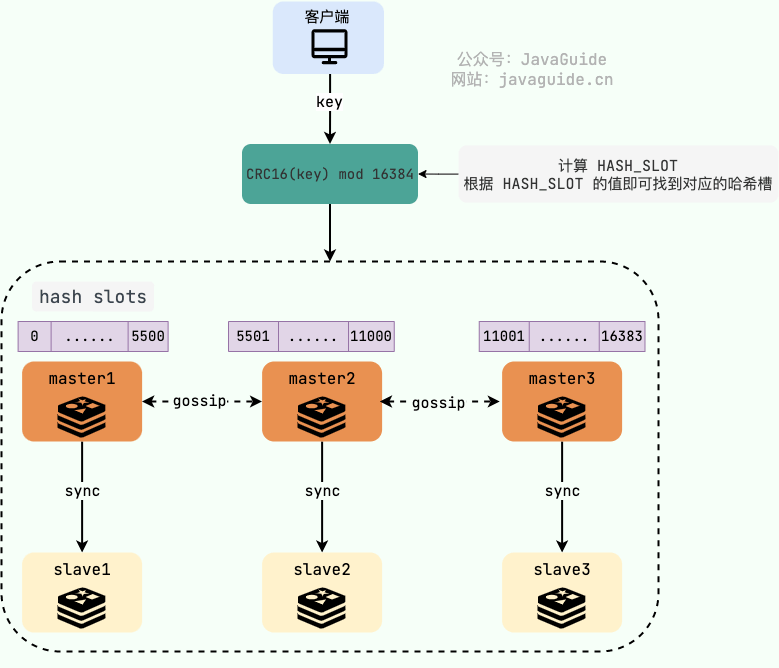 客户端
公众号：JavaGuide
网站：javaguide.cn
key
CRC16(key) mod 16384
计算 HASH_SLOT
根据 HASH_SLOT 的值即可找到对应的哈希槽
hash slots
0 ...... 5500
5501 ...... 11000
11001 ...... 16383
master1
gossip
master2
gossip
master3
sync
sync
sync
slave1
slave2
slave3